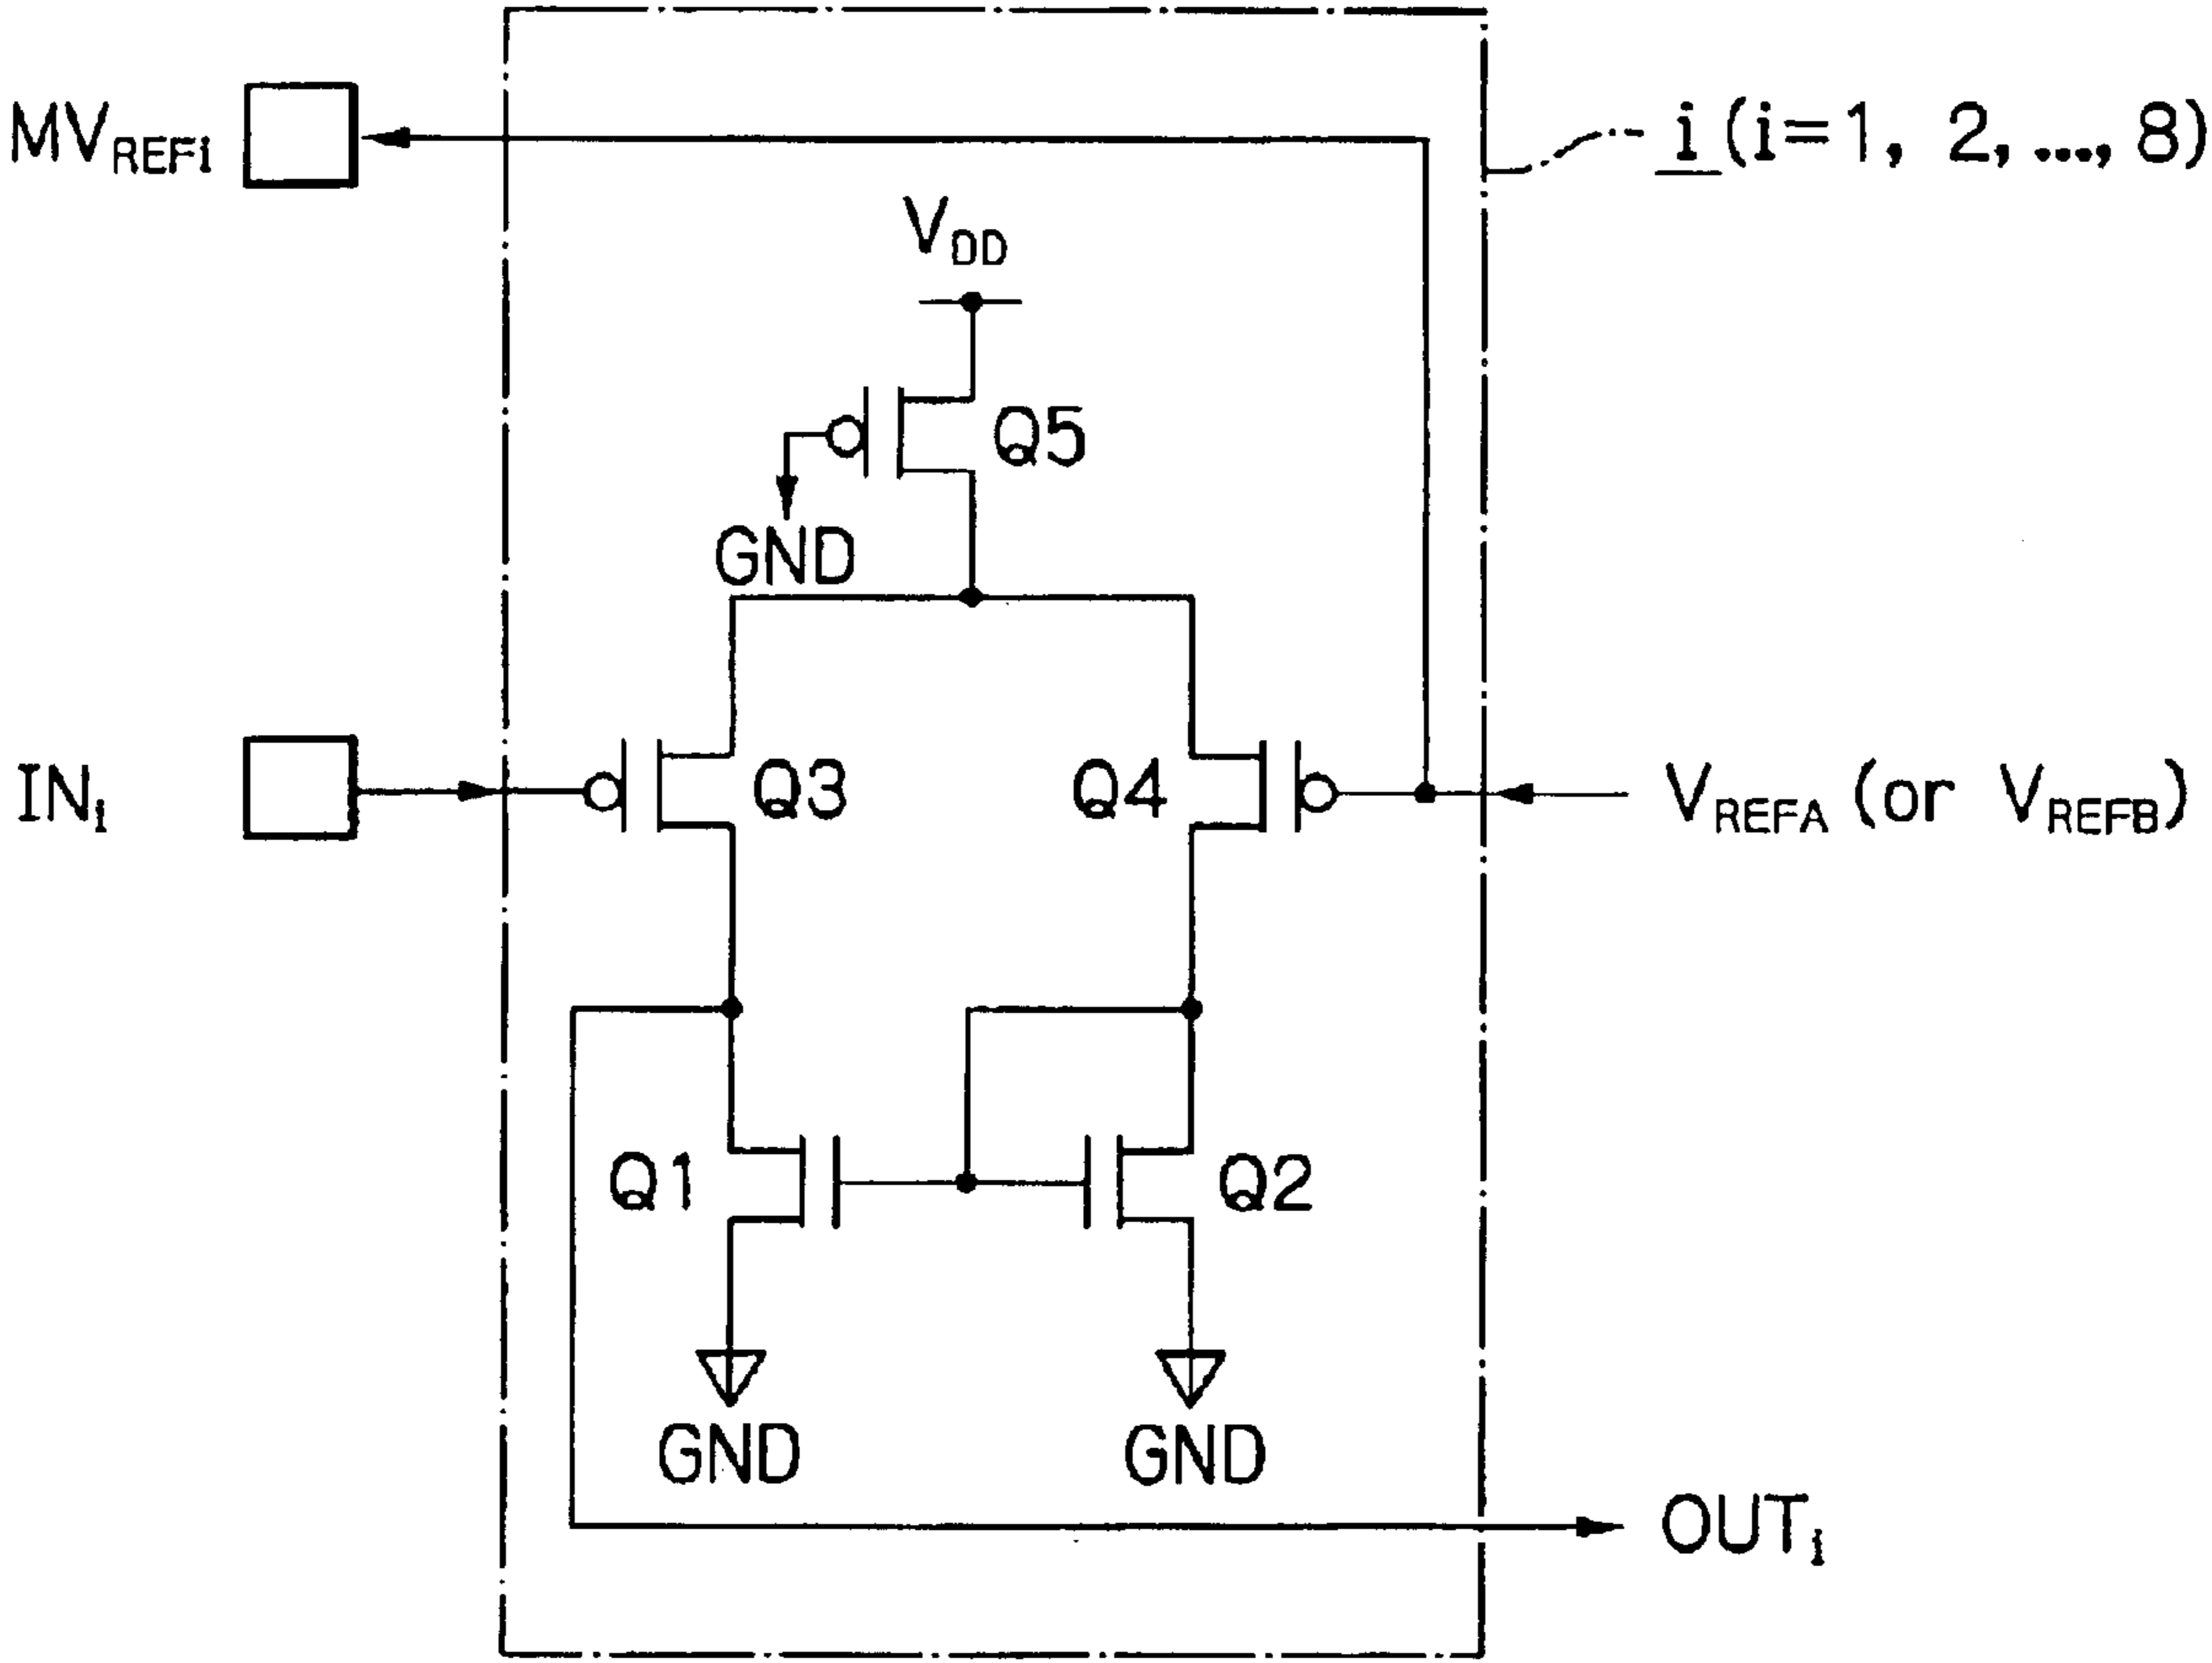 MV_REFi
i (i=1, 2, ..., 8)
V_DD
Q5
GND
IN_i
Q3
Q4
V_REFA (or V_REFB)
Q1
Q2
GND
GND
OUT_i